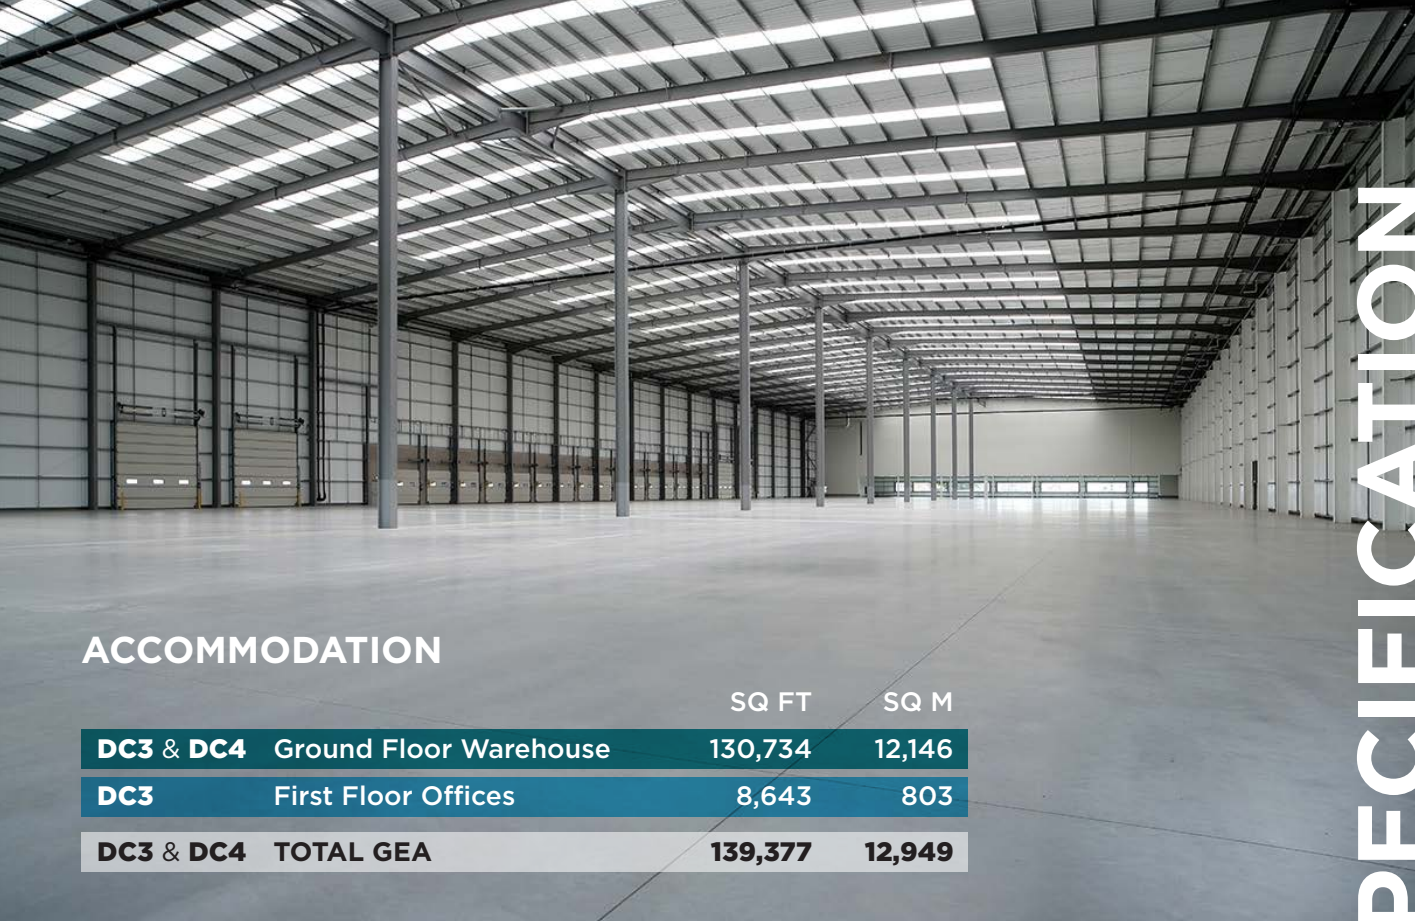 ACCOMMODATION
SQ FT SQ M
DC3 & DC4 Ground Floor Warehouse 130,734 12,146
DC3 First Floor Offices 8,643 803
DC3 & DC4 TOTAL GEA 139,377 12,949
PECIFICATION